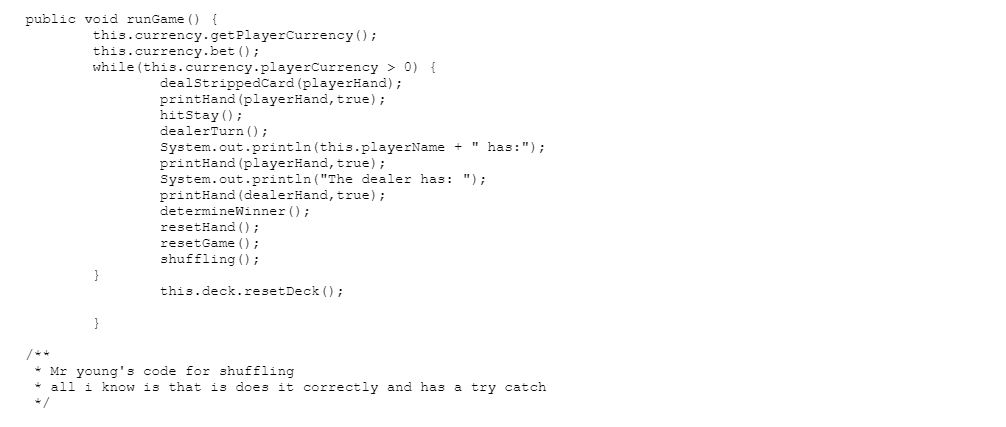 public void runGame() {
this.currency.getPlayerCurrency();
this.currency.bet();
while(this.currency.playerCurrency > 0) {
dealStrippedCard(playerHand);
printHand(playerHand,true);
hitStay();
dealerTurn();
System.out.println(this.playerName + " has:");
printHand(playerHand,true);
System.out.println("The dealer has: ");
printHand(dealerHand,true);
determineWinner();
resetHand();
resetGame();
shuffling();
}
this.deck.resetDeck();
}
/**
* Mr young's code for shuffling
* all i know is that is does it correctly and has a try catch
*/